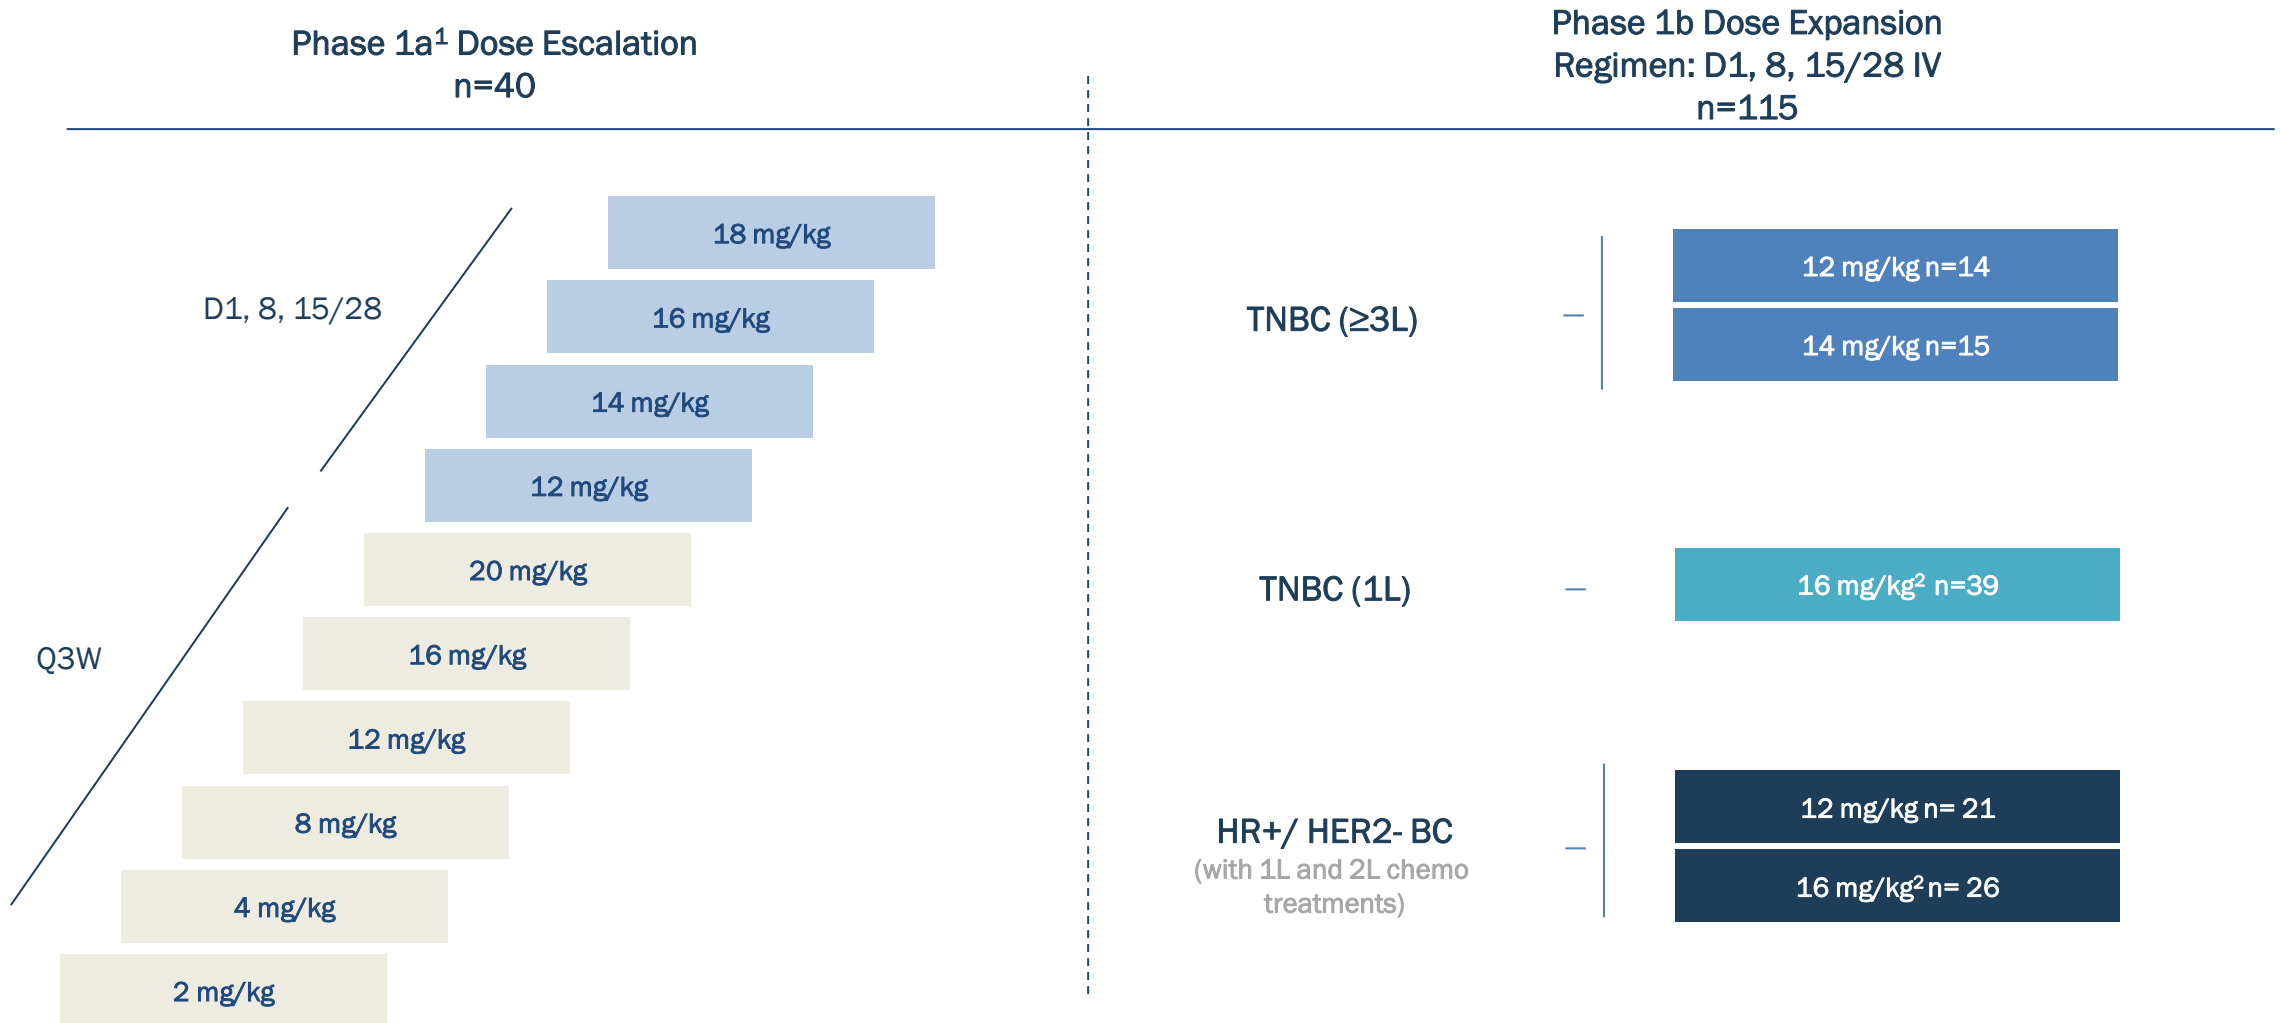 Phase 1a¹ Dose Escalation
n=40
Phase 1b Dose Expansion
Regimen: D1, 8, 15/28 IV
n=115
D1, 8, 15/28
18 mg/kg
16 mg/kg
14 mg/kg
12 mg/kg
Q3W
20 mg/kg
16 mg/kg
12 mg/kg
8 mg/kg
4 mg/kg
2 mg/kg
TNBC (≥3L)
12 mg/kg n=14
14 mg/kg n=15
TNBC (1L)
16 mg/kg² n=39
HR+/ HER2- BC
(with 1L and 2L chemo
treatments)
12 mg/kg n= 21
16 mg/kg² n= 26